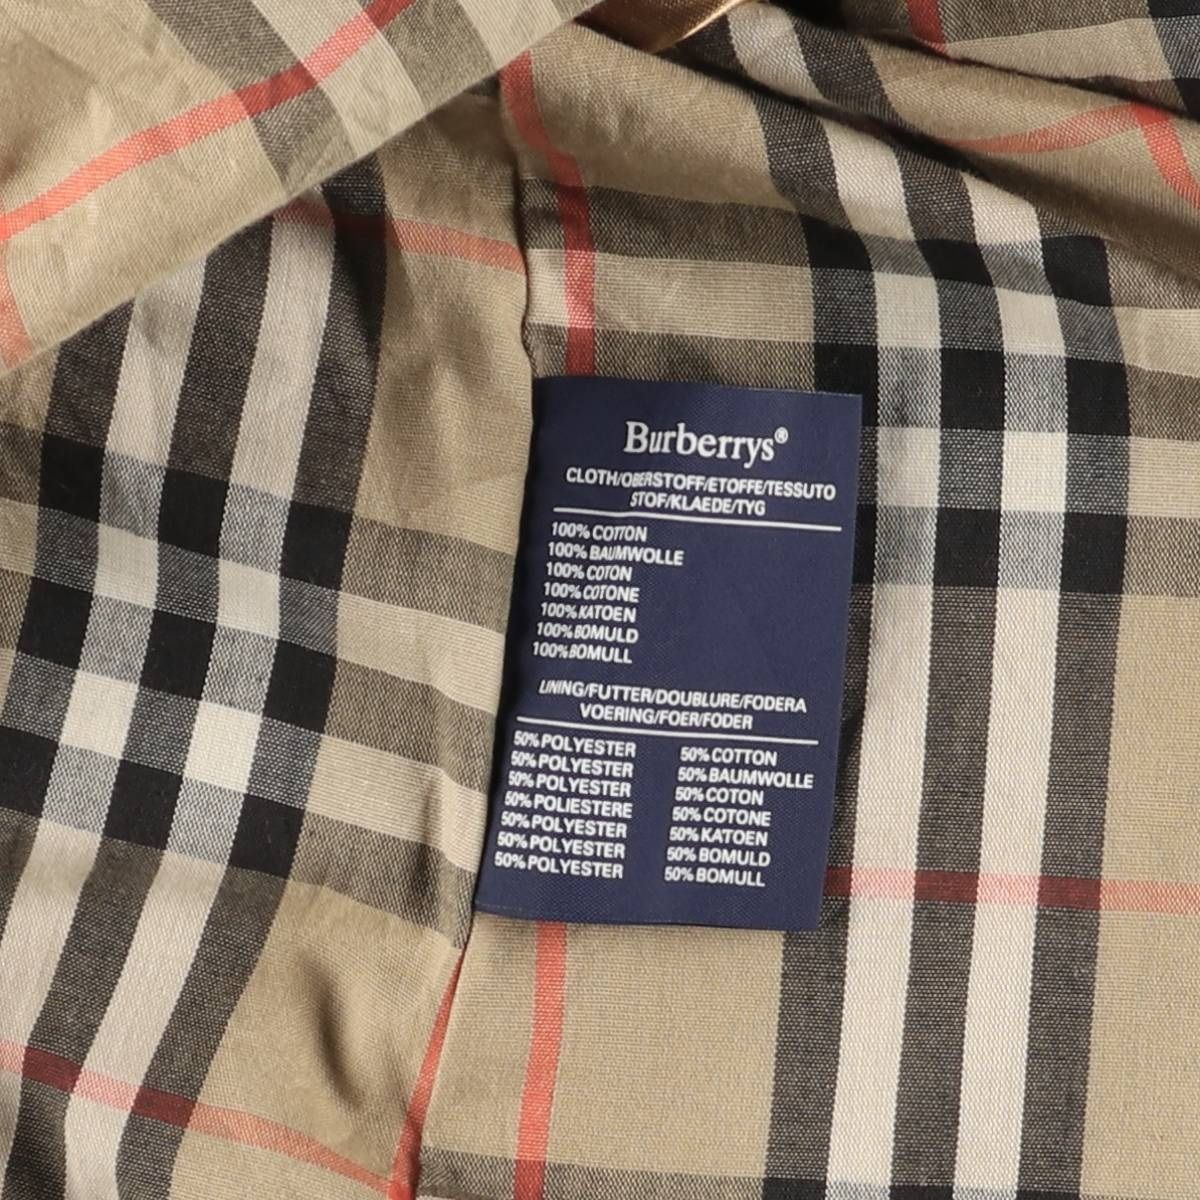 Burberrys®
CLOTH/OBERSTOFF/ETOFFE/TESSUTO
STOF/KLAEDE/TYG
100% COTTON
100% BAUMWOLLE
100% COTON
100% COTONE
100% KATOEN
100% BOMULD
100% BOMULL
LINING/FUTTER/DOUBLURE/FODERA
VOERING/FOER/FODER
50% POLYESTER 50% COTTON
50% POLYESTER 50% BAUMWOLLE
50% POLYESTER 50% COTON
50% POLIESTERE 50% COTONE
50% POLYESTER 50% KATOEN
50% POLYESTER 50% BOMULD
50% POLYESTER 50% BOMULL